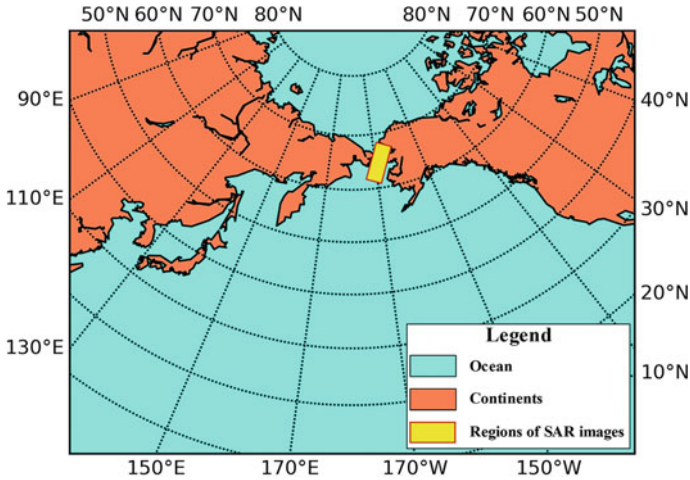 50°N 60°N 70°N 80°N 80°N 70°N 60°N 50°N
90°E 40°N
110°E 30°N
20°N
130°E 10°N
Legend
Ocean
Continents
Regions of SAR images
150°E 170°E 170°W 150°W